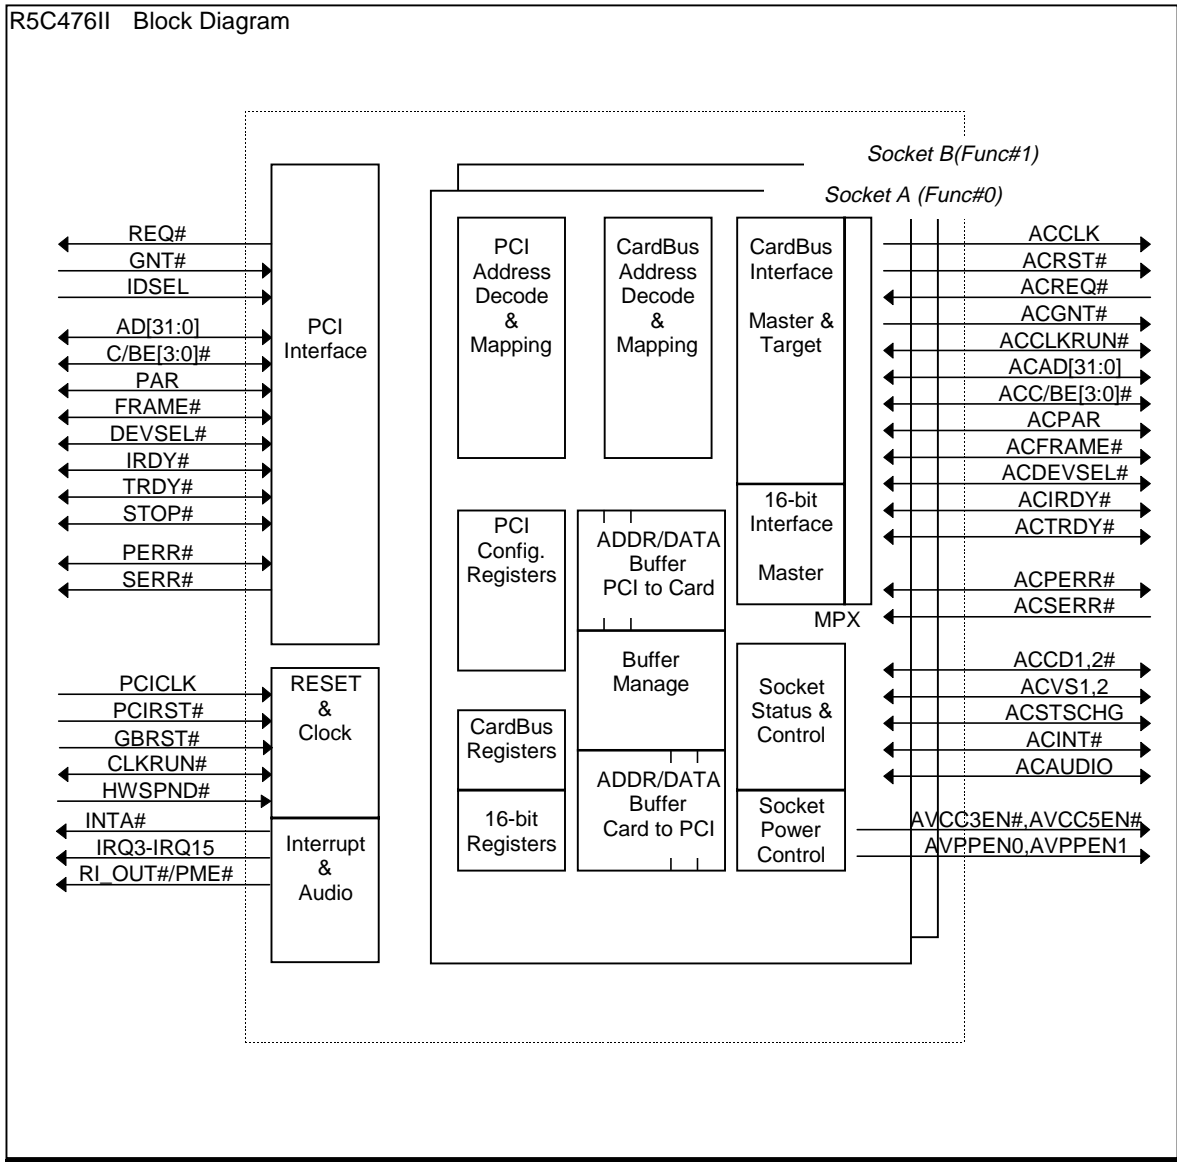 R5C476II Block Diagram
Socket B(Func#1)
Socket A (Func#0)
REQ#
GNT#
IDSEL
AD[31:0]
C/BE[3:0]#
PAR
FRAME#
DEVSEL#
IRDY#
TRDY#
STOP#
PERR#
SERR#
PCICLK
PCIRST#
GBRST#
CLKRUN#
HWSPND#
INTA#
IRQ3-IRQ15
RI_OUT#/PME#
PCI
Interface
RESET
&
Clock
Interrupt
&
Audio
PCI
Address
Decode
&
Mapping
CardBus
Address
Decode
&
Mapping
CardBus
Interface
Master &
Target
16-bit
Interface
Master
MPX
PCI
Config.
Registers
ADDR/DATA
Buffer
PCI to Card
Buffer
Manage
ADDR/DATA
Buffer
Card to PCI
CardBus
Registers
16-bit
Registers
Socket
Status &
Control
Socket
Power
Control
ACCLK
ACRST#
ACREQ#
ACGNT#
ACCLKRUN#
ACAD[31:0]
ACC/BE[3:0]#
ACPAR
ACFRAME#
ACDEVSEL#
ACIRDY#
ACTRDY#
ACPERR#
ACSERR#
ACCD1,2#
ACVS1,2
ACSTSCHG
ACINT#
ACAUDIO
AVCC3EN#,AVCC5EN#
AVPPEN0,AVPPEN1